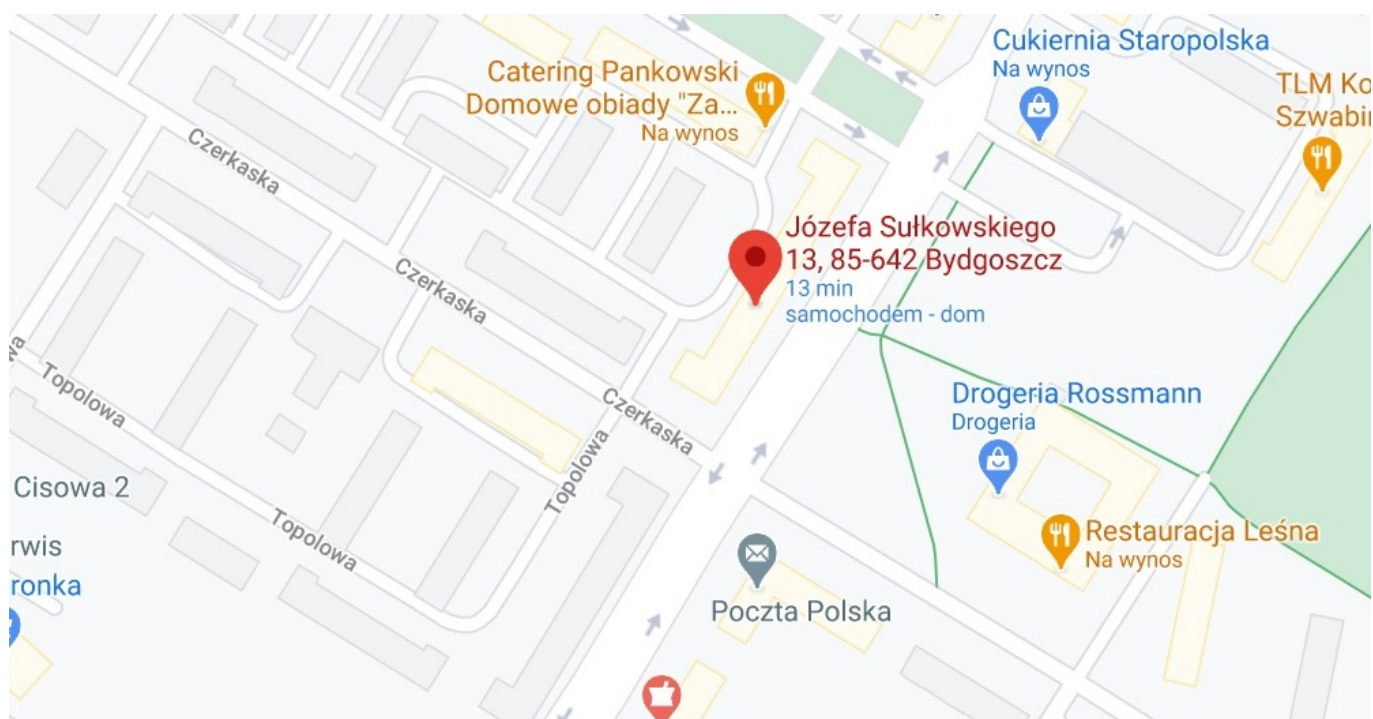 Cukiernia Staropolska
Na wynos
Catering Pankowski
Domowe obiady "Za...
Na wynos
TLM Ko
Szwabin
Czerkaska
Józefa Sułkowskiego
13, 85-642 Bydgoszcz
13 min
samochodem - dom
Czerkaska
Topolowa
Czerkaska
Drogeria Rossmann
Drogeria
Topolowa
Cisowa 2
Topolowa
Restauracja Leśna
Na wynos
rwis
ronka
Poczta Polska